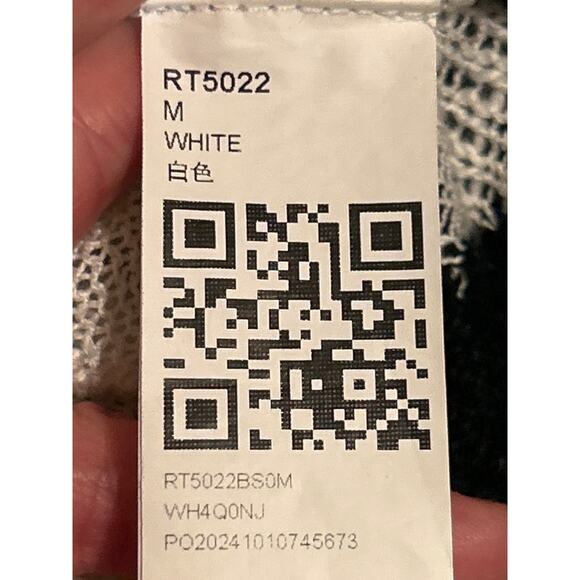 RT5022
M
WHITE
白色
RT5022BS0M
WH4Q0NJ
PO20241010745673